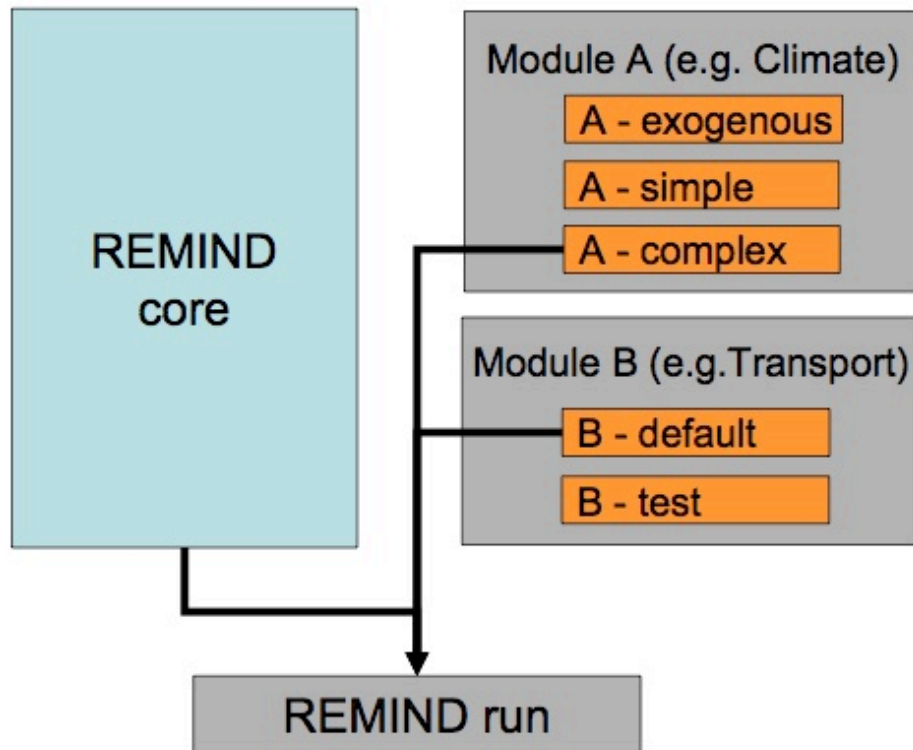 REMIND
core
Module A (e.g. Climate)
A - exogenous
A - simple
A - complex
Module B (e.g.Transport)
B - default
B - test
REMIND run